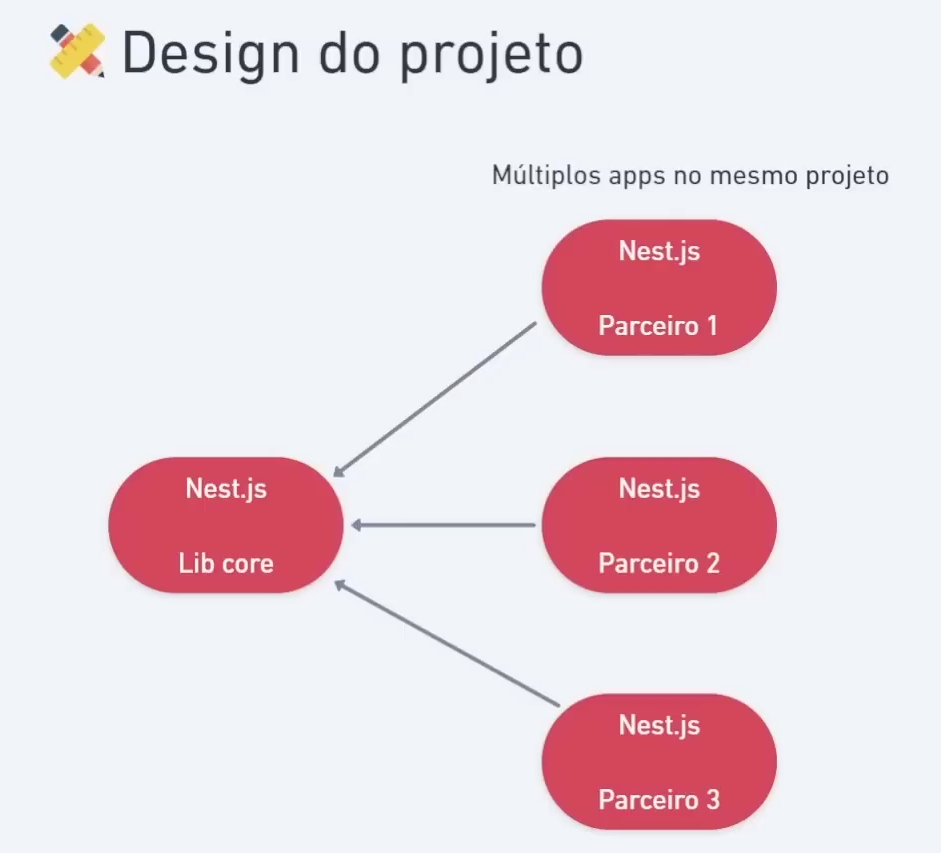 Design do projeto
Múltiplos apps no mesmo projeto
Nest.js
Parceiro 1
Nest.js
Lib core
Nest.js
Parceiro 2
Nest.js
Parceiro 3